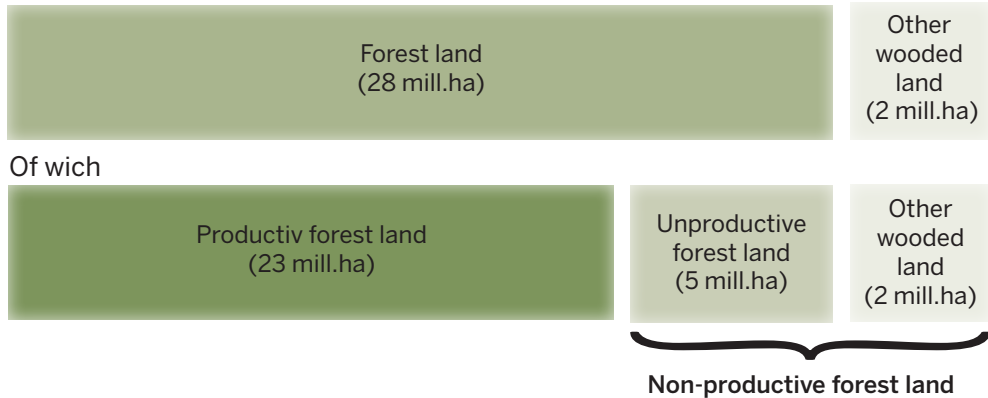 Forest land
(28 mill.ha)
Other
wooded
land
(2 mill.ha)
Of wich
Productiv forest land
(23 mill.ha)
Unproductive
forest land
(5 mill.ha)
Other
wooded
land
(2 mill.ha)
Non-productive forest land